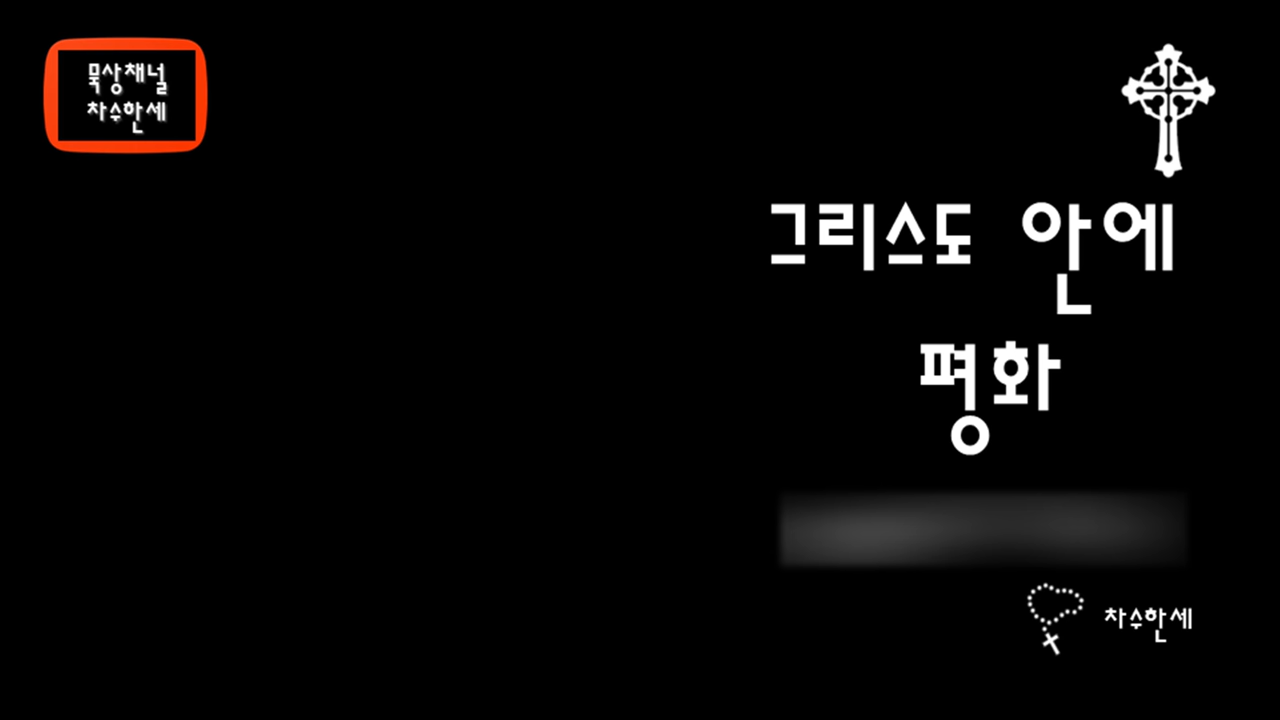 묵상채널
차수한세
그리스도 안에
평화
차수한세